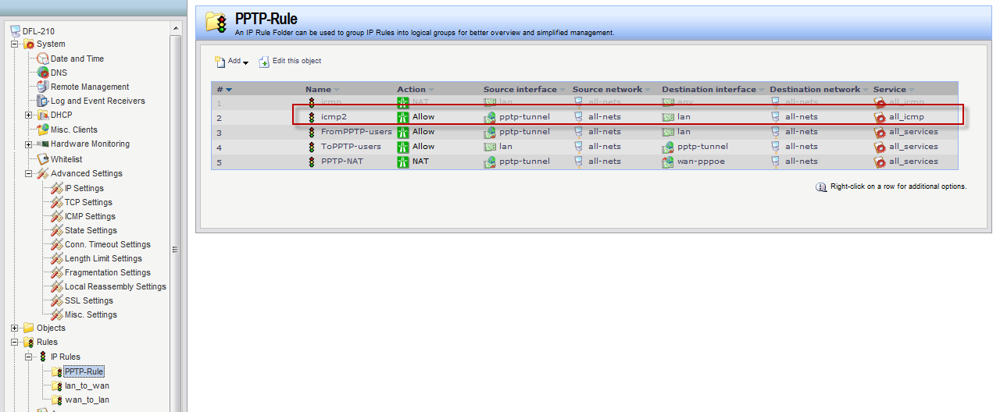 DFL-210
System
Date and Time
DNS
Remote Management
Log and Event Receivers
DHCP
Misc. Clients
Hardware Monitoring
Whitelist
Advanced Settings
IP Settings
TCP Settings
ICMP Settings
State Settings
Conn. Timeout Settings
Length Limit Settings
Fragmentation Settings
Local Reassembly Settings
SSL Settings
Misc. Settings
Objects
Rules
IP Rules
PPTP-Rule
lan_to_wan
wan_to_lan
PPTP-Rule
An IP Rule Folder can be used to group IP Rules into logical groups for better overview and simplified management.
Add Edit this object
# Name Action Source interface Source network Destination interface Destination network Service
1 icmp NAT lan all-nets any all-nets all_icmp
2 icmp2 Allow pptp-tunnel all-nets lan all-nets all_icmp
3 FromPPTP-users Allow pptp-tunnel all-nets lan all-nets all_services
4 ToPPTP-users Allow lan all-nets pptp-tunnel all-nets all_services
5 PPTP-NAT NAT pptp-tunnel all-nets wan-pppoe all-nets all_services
Right-click on a row for additional options.